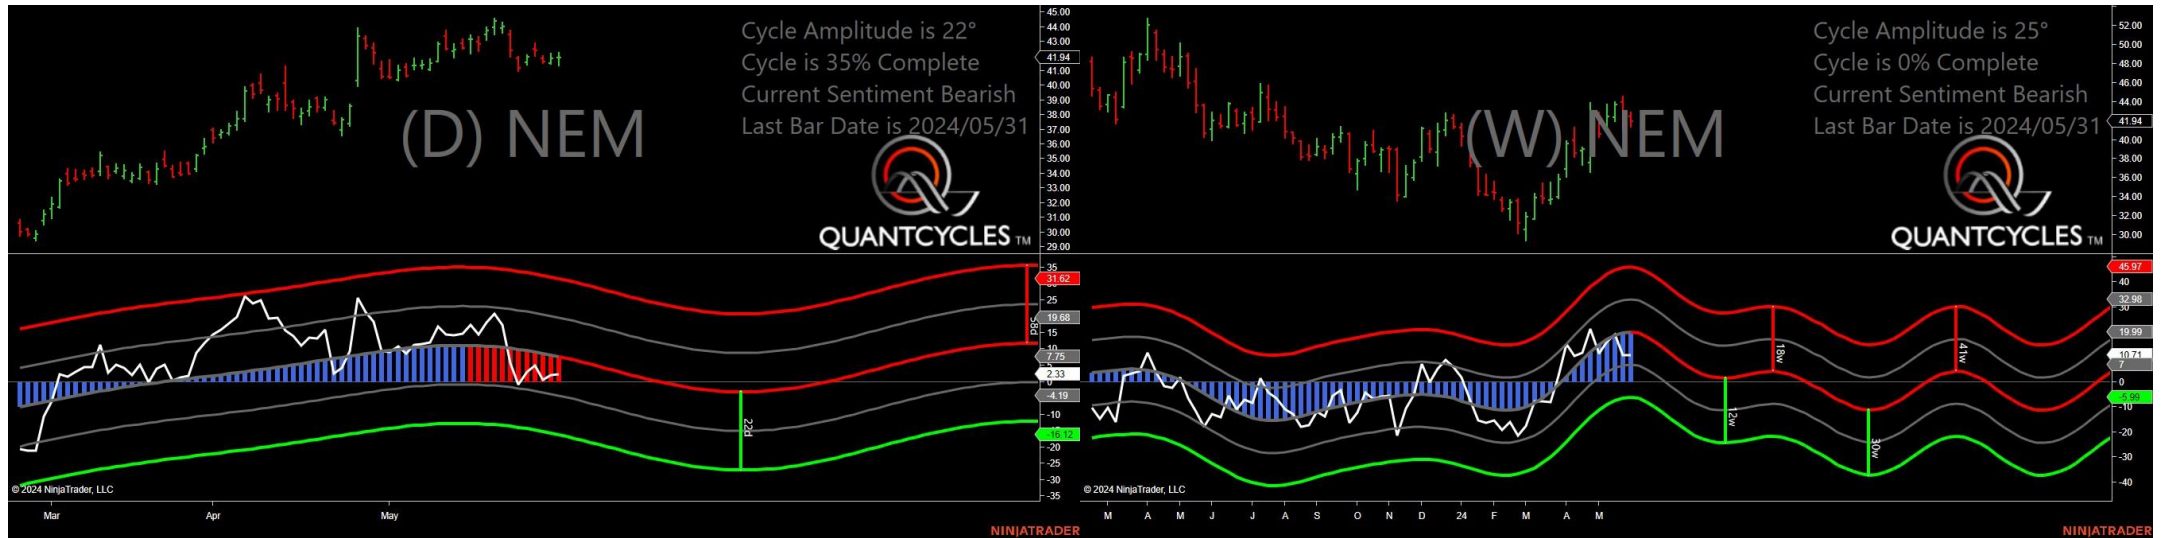 Cycle Amplitude is 22°
Cycle is 35% Complete
Current Sentiment Bearish
Last Bar Date is 2024/05/31
(D) NEM
QUANTCYCLES TM
45.00
44.00
43.00
41.94
41.00
40.00
39.00
38.00
37.00
36.00
35.00
34.00
33.00
32.00
31.00
30.00
29.00
35
31.62
25
19.68
15
10
7.75
2.33
0
-4.19
-10
-16.12
-20
-25
-30
-35
58d
22d
© 2024 NinjaTrader, LLC
Mar Apr May
NINJATRADER
Cycle Amplitude is 25°
Cycle is 0% Complete
Current Sentiment Bearish
Last Bar Date is 2024/05/31
(W) NEM
QUANTCYCLES TM
52.00
50.00
48.00
46.00
44.00
41.94
40.00
38.00
36.00
34.00
32.00
30.00
45.97
40
32.98
30
19.99
10.71
7
0
-5.99
-10
-20
-30
-40
12w
18w
30w
41w
© 2024 NinjaTrader, LLC
M A M J J A S O N D 24 F M A M
NINJATRADER